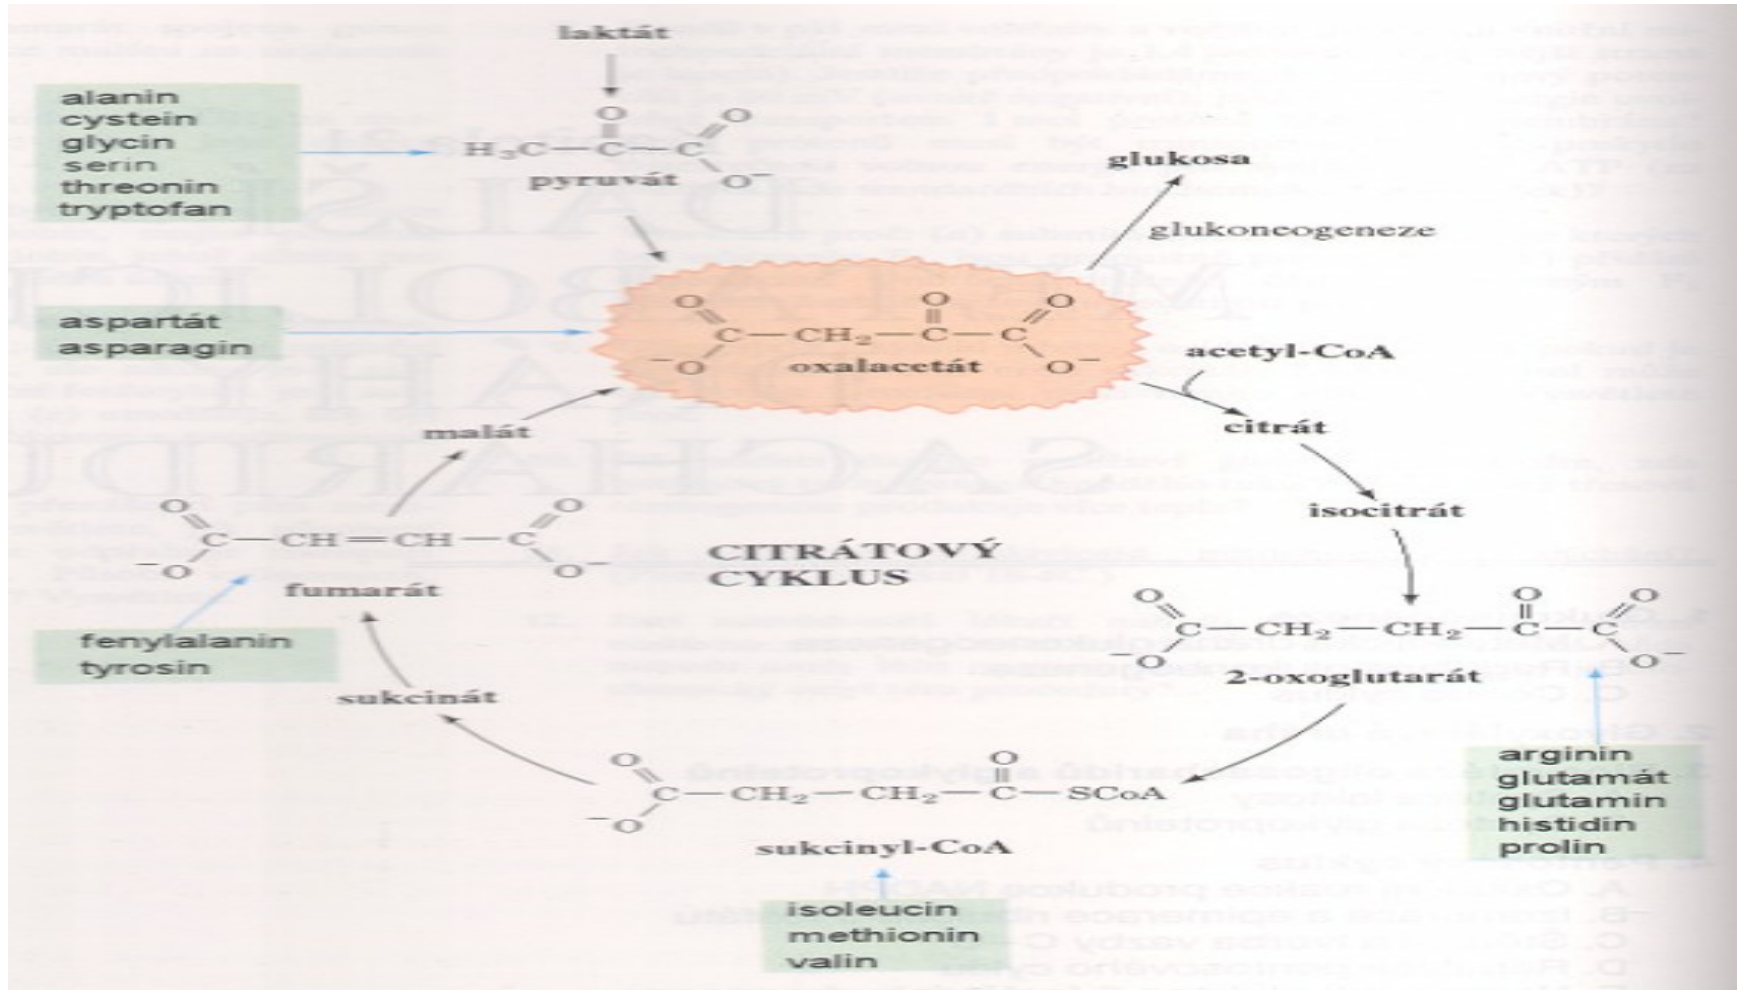 laktát
alanin
cystein
glycin
serin
threonin
tryptofan
H₃C—C—C
O
O
O⁻
pyruvát
glukosa
glukoneogeneze
aspartát
asparagin
O
O
O
C—CH₂—C—C
⁻O
O⁻
oxalacetát
acetyl-CoA
citrát
malát
isocitrát
O
O
C—CH=CH—C
⁻O
O⁻
fumarát
CITRÁTOVÝ
CYKLUS
O
O
O
C—CH₂—CH₂—C—C
⁻O
O⁻
2-oxoglutarát
fenylalanin
tyrosin
sukcinát
O
O
C—CH₂—CH₂—C—SCoA
⁻O
sukcinyl-CoA
arginin
glutamát
glutamin
histidin
prolin
isoleucin
methionin
valin